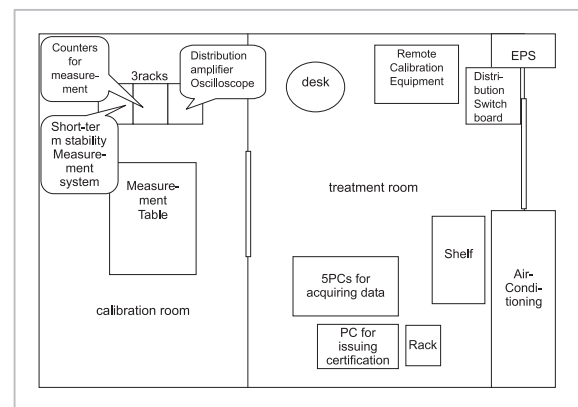 Counters
for
measure-
ment
3racks
Distribution
amplifier
Oscilloscope
Short-ter
m stability
Measure-
ment
system
Measure-
ment
Table
calibration room
desk
Remote
Calibration
Equipment
EPS
Distri-
bution
Switch
board
treatment room
Shelf
5PCs for
acquiring data
PC for
issuing
certification
Rack
Air-
Condi-
tioning